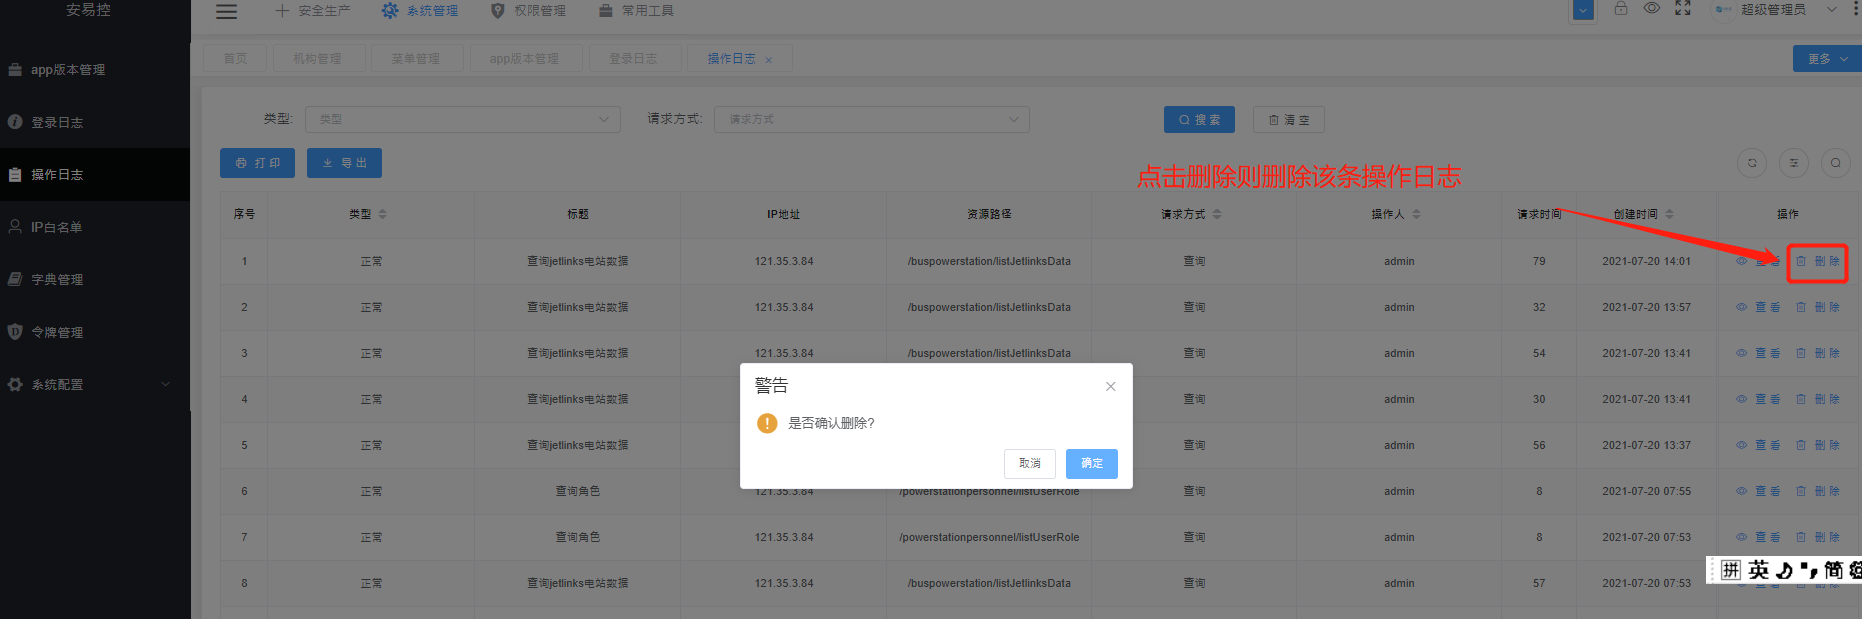 安易控
安全生产 系统管理 权限管理 常用工具 超级管理员
首页 机构管理 菜单管理 app版本管理 登录日志 操作日志 × 更多
app版本管理
登录日志
操作日志
IP白名单
字典管理
令牌管理
系统配置
类型: 类型 请求方式: 请求方式 搜索 清空
打印 导出
点击删除则删除该条操作日志
序号 类型 标题 IP地址 资源路径 请求方式 操作人 请求时间 创建时间 操作
1 正常 查询jetlinks电站数据 121.35.3.84 /buspowerstation/listJetlinksData 查询 admin 79 2021-07-20 14:01 查看 删除
2 正常 查询jetlinks电站数据 121.35.3.84 /buspowerstation/listJetlinksData 查询 admin 32 2021-07-20 13:57 查看 删除
3 正常 查询jetlinks电站数据 121.35.3.84 /buspowerstation/listJetlinksData 查询 admin 54 2021-07-20 13:41 查看 删除
4 正常 查询jetlinks电站数据 查询 admin 30 2021-07-20 13:41 查看 删除
5 正常 查询jetlinks电站数据 查询 admin 56 2021-07-20 13:37 查看 删除
6 正常 查询角色 121.35.3.84 /powerstationpersonnel/listUserRole 查询 admin 8 2021-07-20 07:55 查看 删除
7 正常 查询角色 121.35.3.84 /powerstationpersonnel/listUserRole 查询 admin 8 2021-07-20 07:53 查看 删除
8 正常 查询jetlinks电站数据 121.35.3.84 /buspowerstation/listJetlinksData 查询 admin 57 2021-07-20 07:53
警告
是否确认删除?
取消 确定
拼 英 简